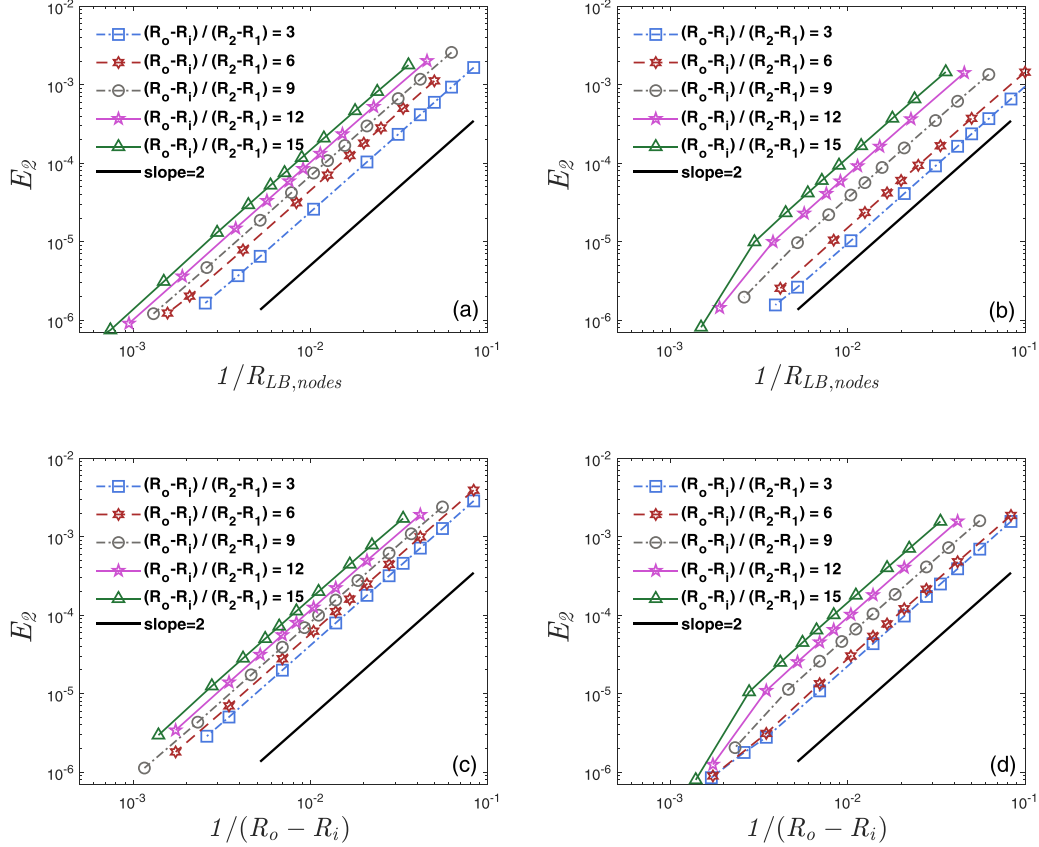 10^-2
10^-3
10^-4
10^-5
10^-6
E_2
(R_o-R_i) / (R_2-R_1) = 3
(R_o-R_i) / (R_2-R_1) = 6
(R_o-R_i) / (R_2-R_1) = 9
(R_o-R_i) / (R_2-R_1) = 12
(R_o-R_i) / (R_2-R_1) = 15
slope=2
(a)
10^-3 10^-2 10^-1
1/R_{LB,nodes}
10^-2
10^-3
10^-4
10^-5
10^-6
E_2
(R_o-R_i) / (R_2-R_1) = 3
(R_o-R_i) / (R_2-R_1) = 6
(R_o-R_i) / (R_2-R_1) = 9
(R_o-R_i) / (R_2-R_1) = 12
(R_o-R_i) / (R_2-R_1) = 15
slope=2
(b)
10^-3 10^-2 10^-1
1/R_{LB,nodes}
10^-2
10^-3
10^-4
10^-5
10^-6
E_2
(R_o-R_i) / (R_2-R_1) = 3
(R_o-R_i) / (R_2-R_1) = 6
(R_o-R_i) / (R_2-R_1) = 9
(R_o-R_i) / (R_2-R_1) = 12
(R_o-R_i) / (R_2-R_1) = 15
slope=2
(c)
10^-3 10^-2 10^-1
1/(R_o − R_i)
10^-2
10^-3
10^-4
10^-5
10^-6
E_2
(R_o-R_i) / (R_2-R_1) = 3
(R_o-R_i) / (R_2-R_1) = 6
(R_o-R_i) / (R_2-R_1) = 9
(R_o-R_i) / (R_2-R_1) = 12
(R_o-R_i) / (R_2-R_1) = 15
slope=2
(d)
10^-3 10^-2 10^-1
1/(R_o − R_i)